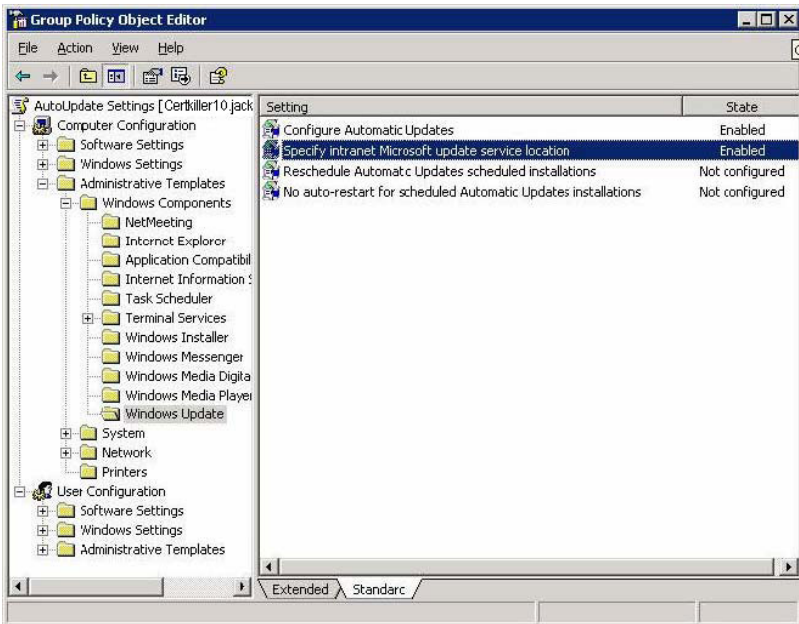 Group Policy Object Editor
File Action View Help
AutoUpdate Settings [Certkiller10.jack
Computer Configuration
Software Settings
Windows Settings
Administrative Templates
Windows Components
NetMeeting
Internet Explorer
Application Compatibil
Internet Information S
Task Scheduler
Terminal Services
Windows Installer
Windows Messenger
Windows Media Digita
Windows Media Player
Windows Update
System
Network
Printers
User Configuration
Software Settings
Windows Settings
Administrative Templates
Setting State
Configure Automatic Updates Enabled
Specify intranet Microsoft update service location Enabled
Reschedule Automatc Updates scheduled installations Not configured
No auto-restart for scheduled Automatic Updates installations Not configured
Extended Standarc